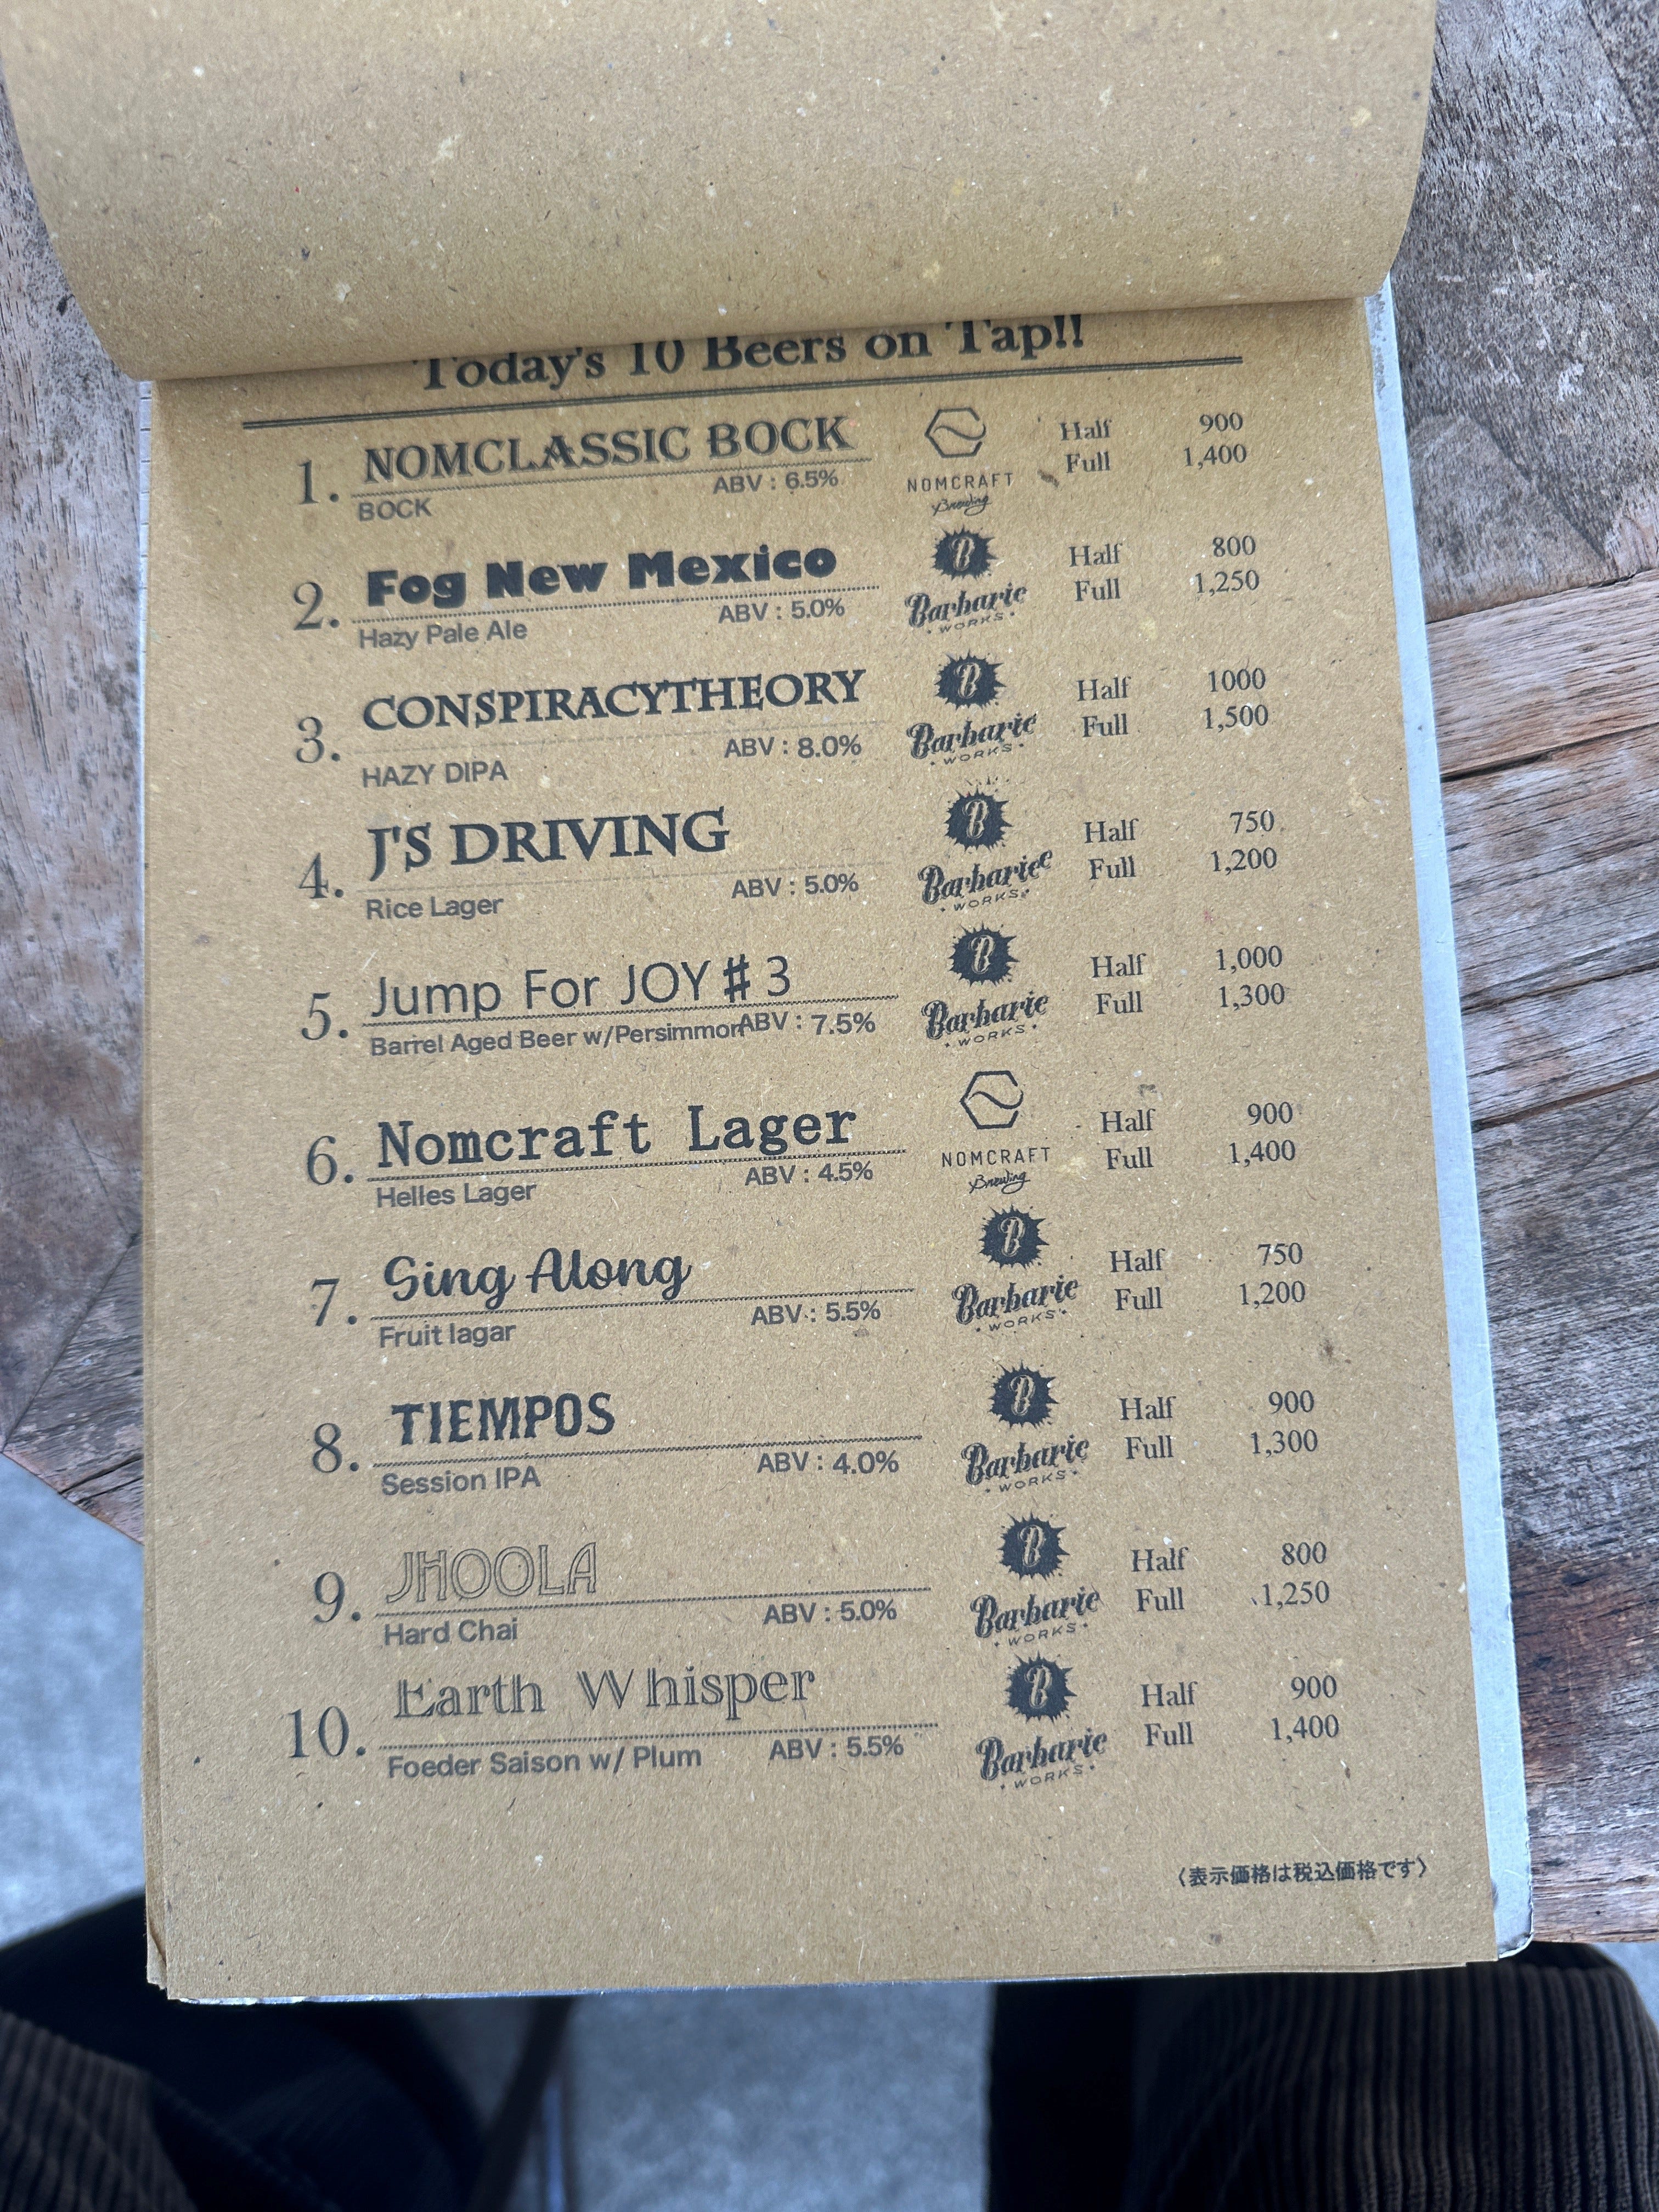 Today's 10 Beers on Tap!!
1. NOMCLASSIC BOCK
BOCK ABV : 6.5%
NOMCRAFT
Brewing
Half 900
Full 1,400
2. Fog New Mexico
Hazy Pale Ale ABV : 5.0%
B
Barbaric
WORKS
Half 800
Full 1,250
3. CONSPIRACYTHEORY
HAZY DIPA ABV : 8.0%
B
Barbaric
WORKS
Half 1000
Full 1,500
4. J'S DRIVING
Rice Lager ABV : 5.0%
B
Barbaric
WORKS
Half 750
Full 1,200
5. Jump For JOY♯3
Barrel Aged Beer w/Persimmon ABV : 7.5%
B
Barbaric
WORKS
Half 1,000
Full 1,300
6. Nomcraft Lager
Helles Lager ABV : 4.5%
NOMCRAFT
Brewing
Half 900
Full 1,400
7. Sing Along
Fruit lagar ABV : 5.5%
B
Barbaric
WORKS
Half 750
Full 1,200
8. TIEMPOS
Session IPA ABV : 4.0%
B
Barbaric
WORKS
Half 900
Full 1,300
9. JHOOLA
Hard Chai ABV : 5.0%
B
Barbaric
WORKS
Half 800
Full 1,250
10. Earth Whisper
Foeder Saison w/ Plum ABV : 5.5%
B
Barbaric
WORKS
Half 900
Full 1,400
〈表示価格は税込価格です〉